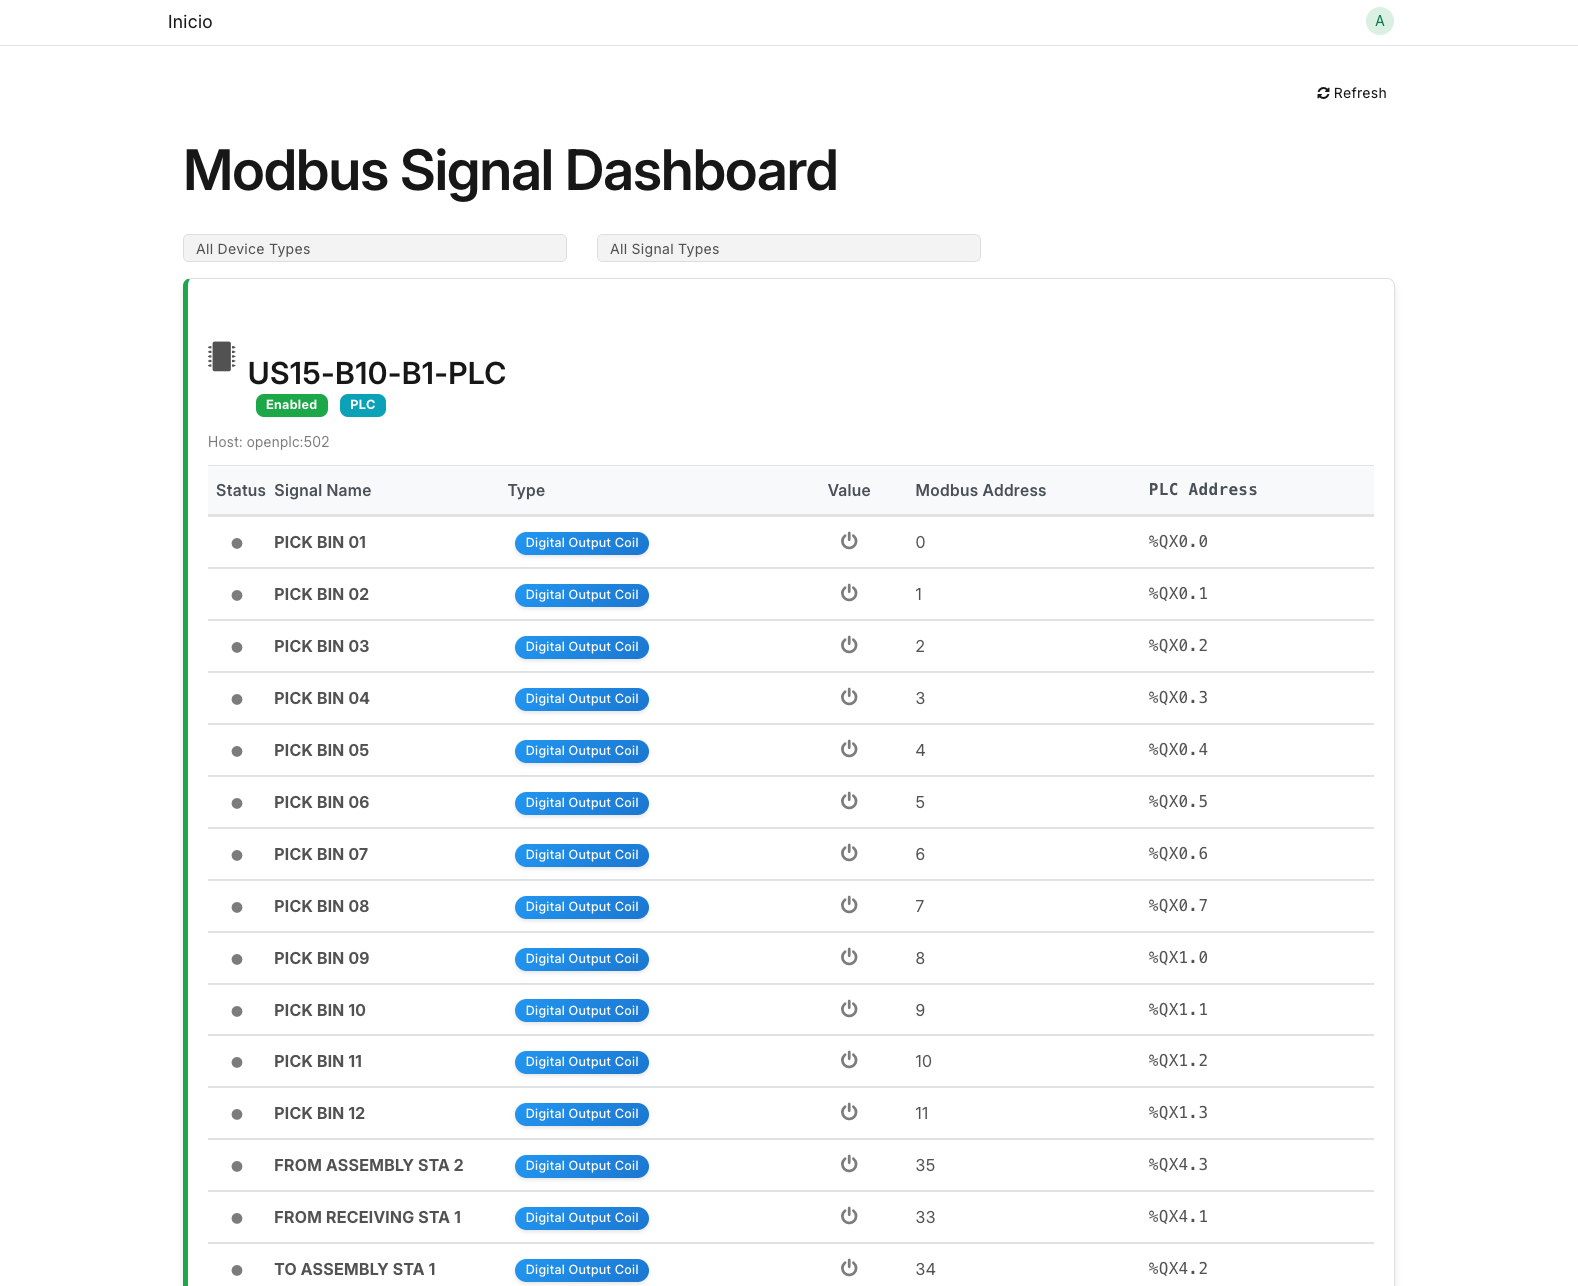 Inicio
A
Refresh
Modbus Signal Dashboard
All Device Types
All Signal Types
US15-B10-B1-PLC
Enabled PLC
Host: openplc:502
Status Signal Name Type Value Modbus Address PLC Address
PICK BIN 01 Digital Output Coil 0 %QX0.0
PICK BIN 02 Digital Output Coil 1 %QX0.1
PICK BIN 03 Digital Output Coil 2 %QX0.2
PICK BIN 04 Digital Output Coil 3 %QX0.3
PICK BIN 05 Digital Output Coil 4 %QX0.4
PICK BIN 06 Digital Output Coil 5 %QX0.5
PICK BIN 07 Digital Output Coil 6 %QX0.6
PICK BIN 08 Digital Output Coil 7 %QX0.7
PICK BIN 09 Digital Output Coil 8 %QX1.0
PICK BIN 10 Digital Output Coil 9 %QX1.1
PICK BIN 11 Digital Output Coil 10 %QX1.2
PICK BIN 12 Digital Output Coil 11 %QX1.3
FROM ASSEMBLY STA 2 Digital Output Coil 35 %QX4.3
FROM RECEIVING STA 1 Digital Output Coil 33 %QX4.1
TO ASSEMBLY STA 1 Digital Output Coil 34 %QX4.2